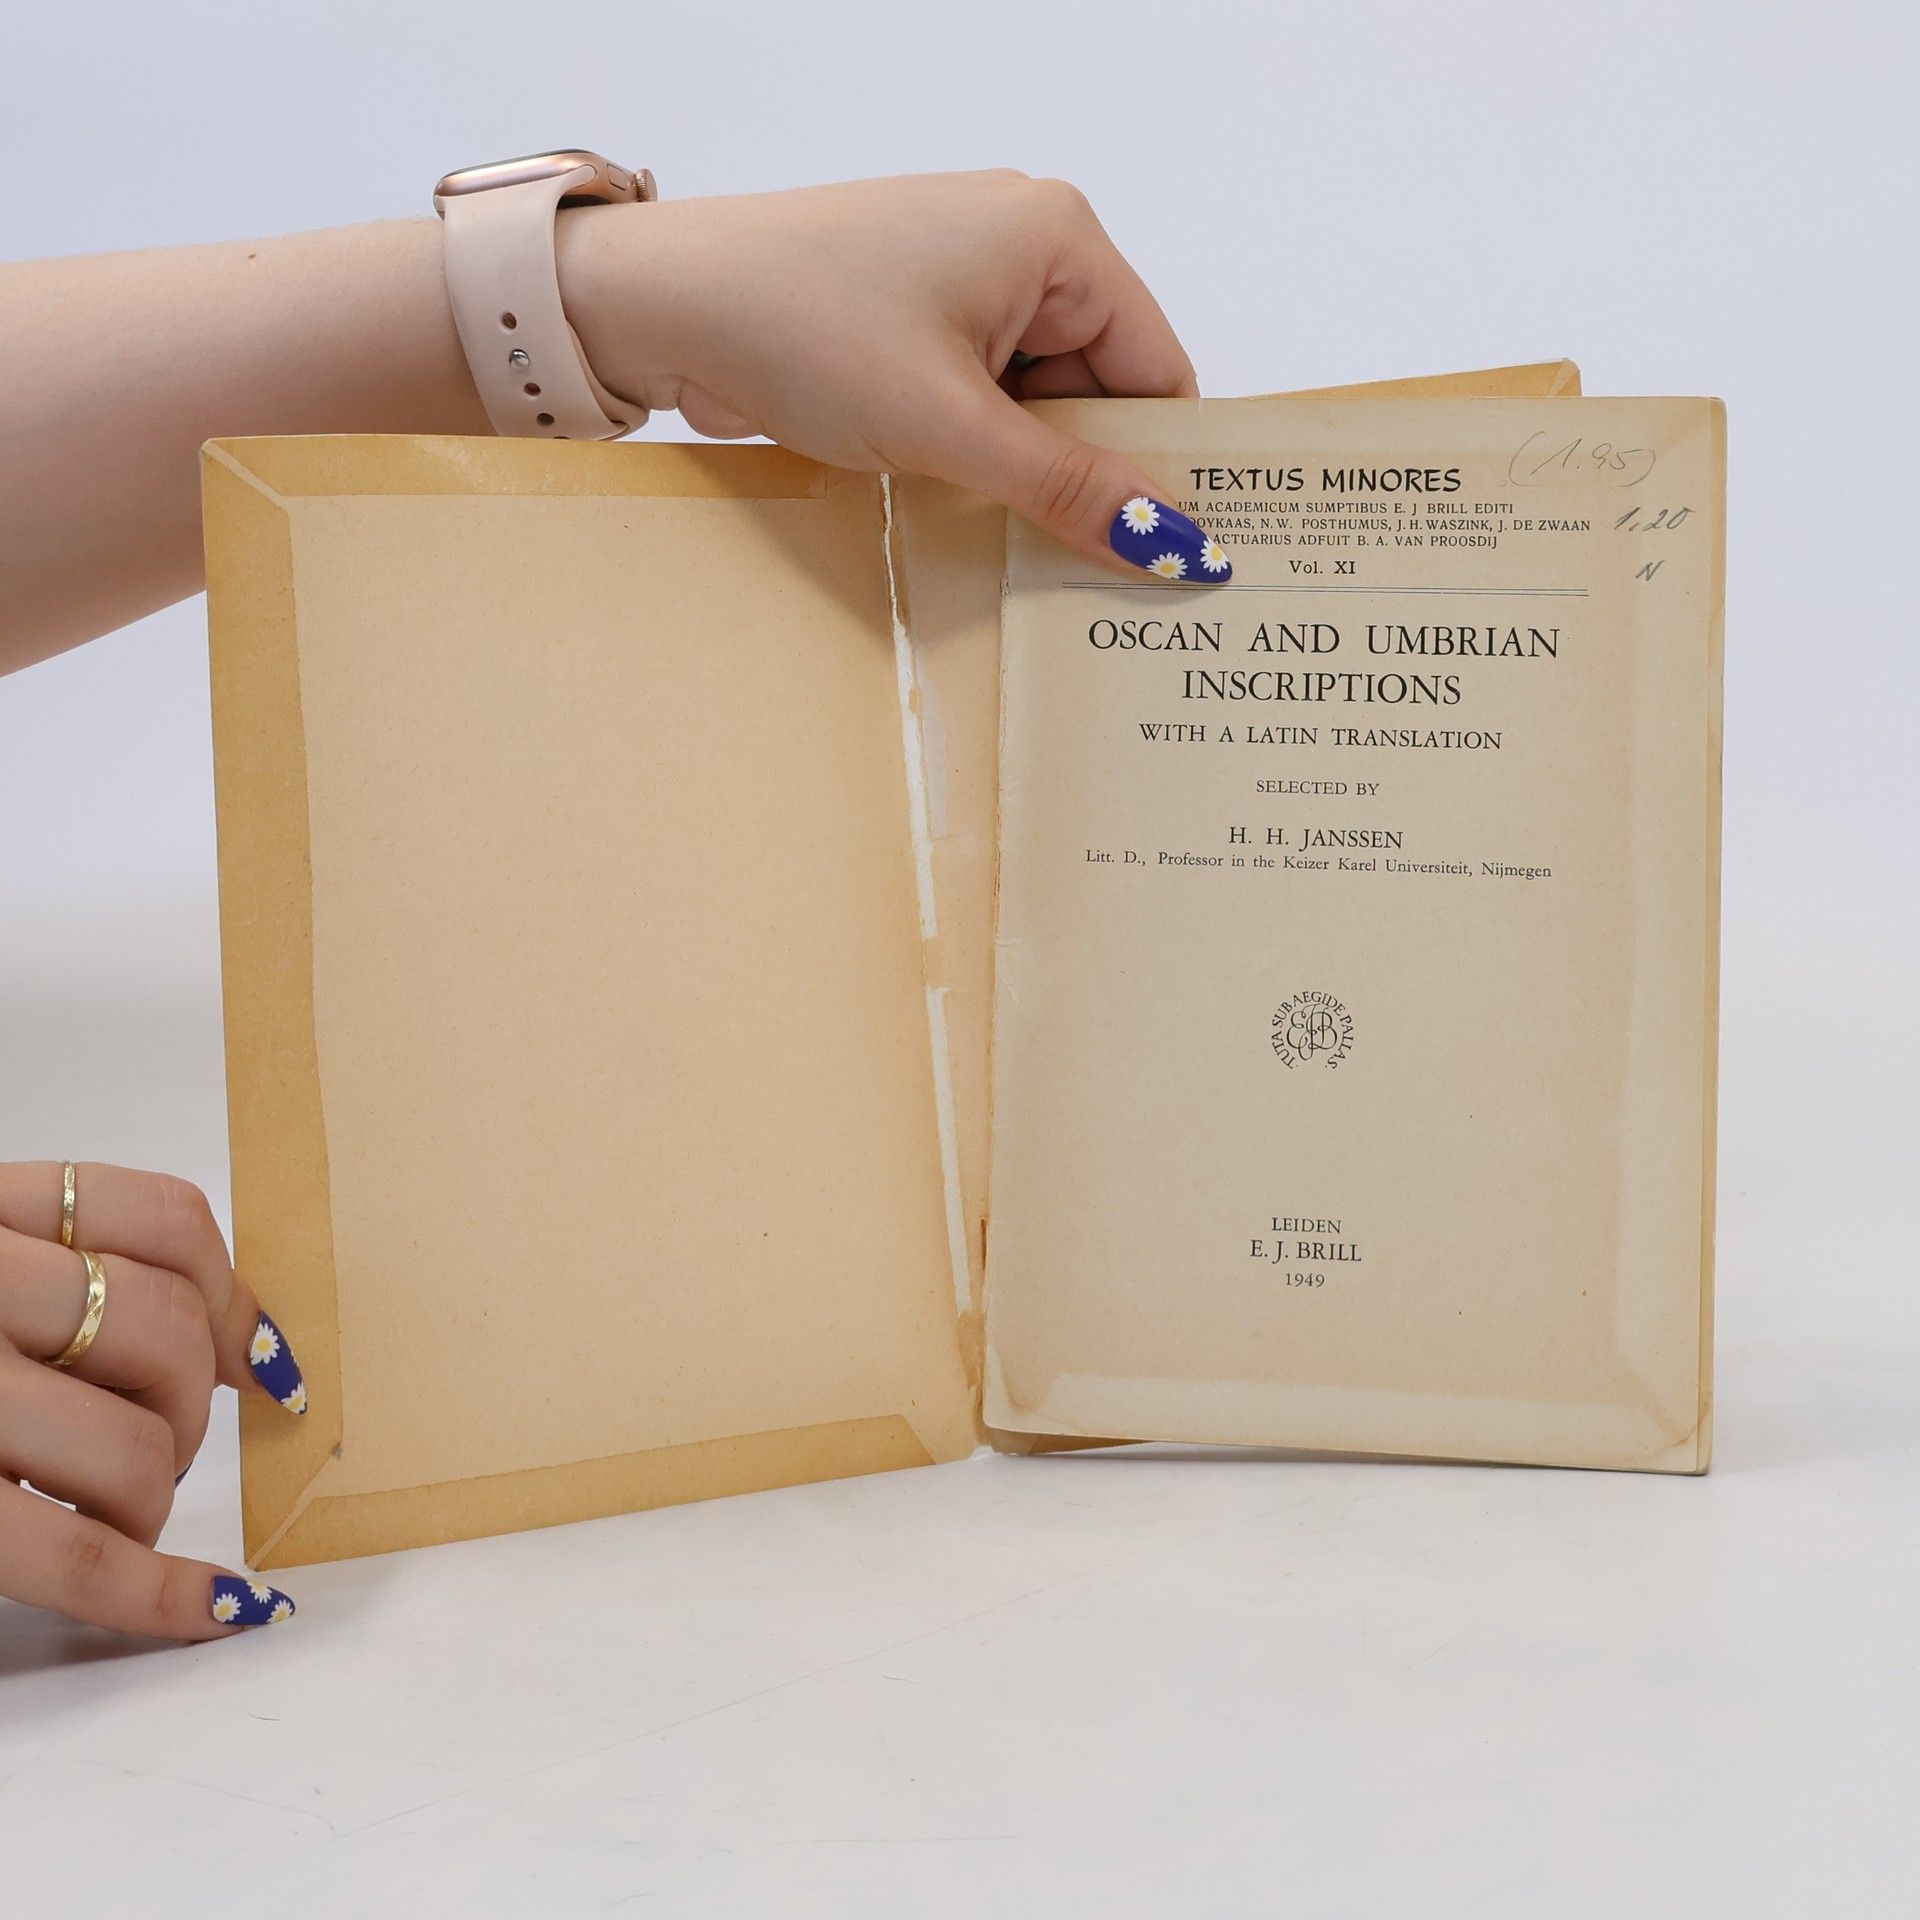 TEXTUS MINORES
(1.95)
ACADEMICUM SUMPTIBUS E. J BRILL EDITI
N. W. POSTHUMUS, J. H. WASZINK, J. DE ZWAAN
1,20
ACTUARIUS ADFUIT B. A. VAN PROOSDIJ
Vol. XI
N
OSCAN AND UMBRIAN
INSCRIPTIONS
WITH A LATIN TRANSLATION
SELECTED BY
H. H. JANSSEN
Litt. D., Professor in the Keizer Karel Universiteit, Nijmegen
TUTA SUB AEGIDE PALLAS
EJB
LEIDEN
E. J. BRILL
1949